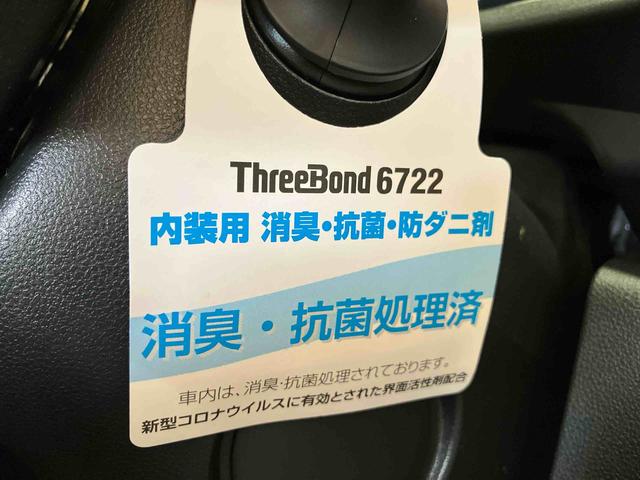 ThreeBond 6722
内装用 消臭・抗菌・防ダニ剤
消臭・抗菌処理済
車内は、消臭・抗菌処理されております。
新型コロナウイルスに有効とされた界面活性剤配合